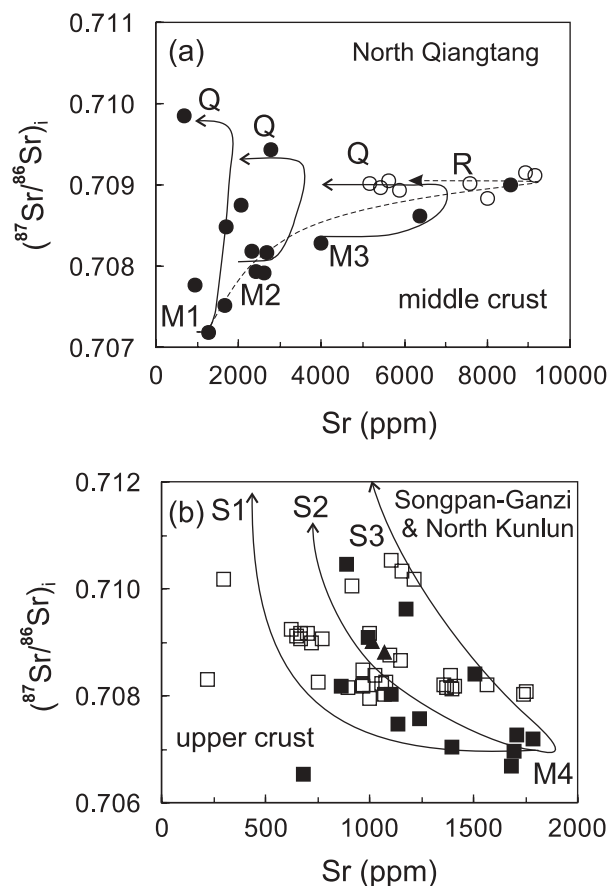 0.711
(a)
North Qiangtang
0.710
Q
Q
Q
R
0.709
(⁸⁷Sr/⁸⁶Sr)i
M3
0.708
M2
M1
middle crust
0.707
0
2000
4000
6000
8000
10000
Sr (ppm)
0.712
(b)
S1
S2
S3
Songpan-Ganzi
& North Kunlun
0.710
(⁸⁷Sr/⁸⁶Sr)i
0.708
upper crust
M4
0.706
0
500
1000
1500
2000
Sr (ppm)